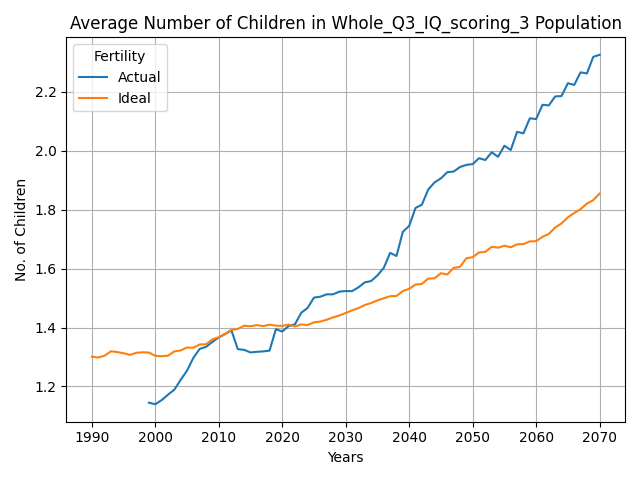 Average Number of Children in Whole_Q3_IQ_scoring_3 Population
Fertility
Actual
Ideal
No. of Children
2.2
2.0
1.8
1.6
1.4
1.2
1990 2000 2010 2020 2030 2040 2050 2060 2070
Years